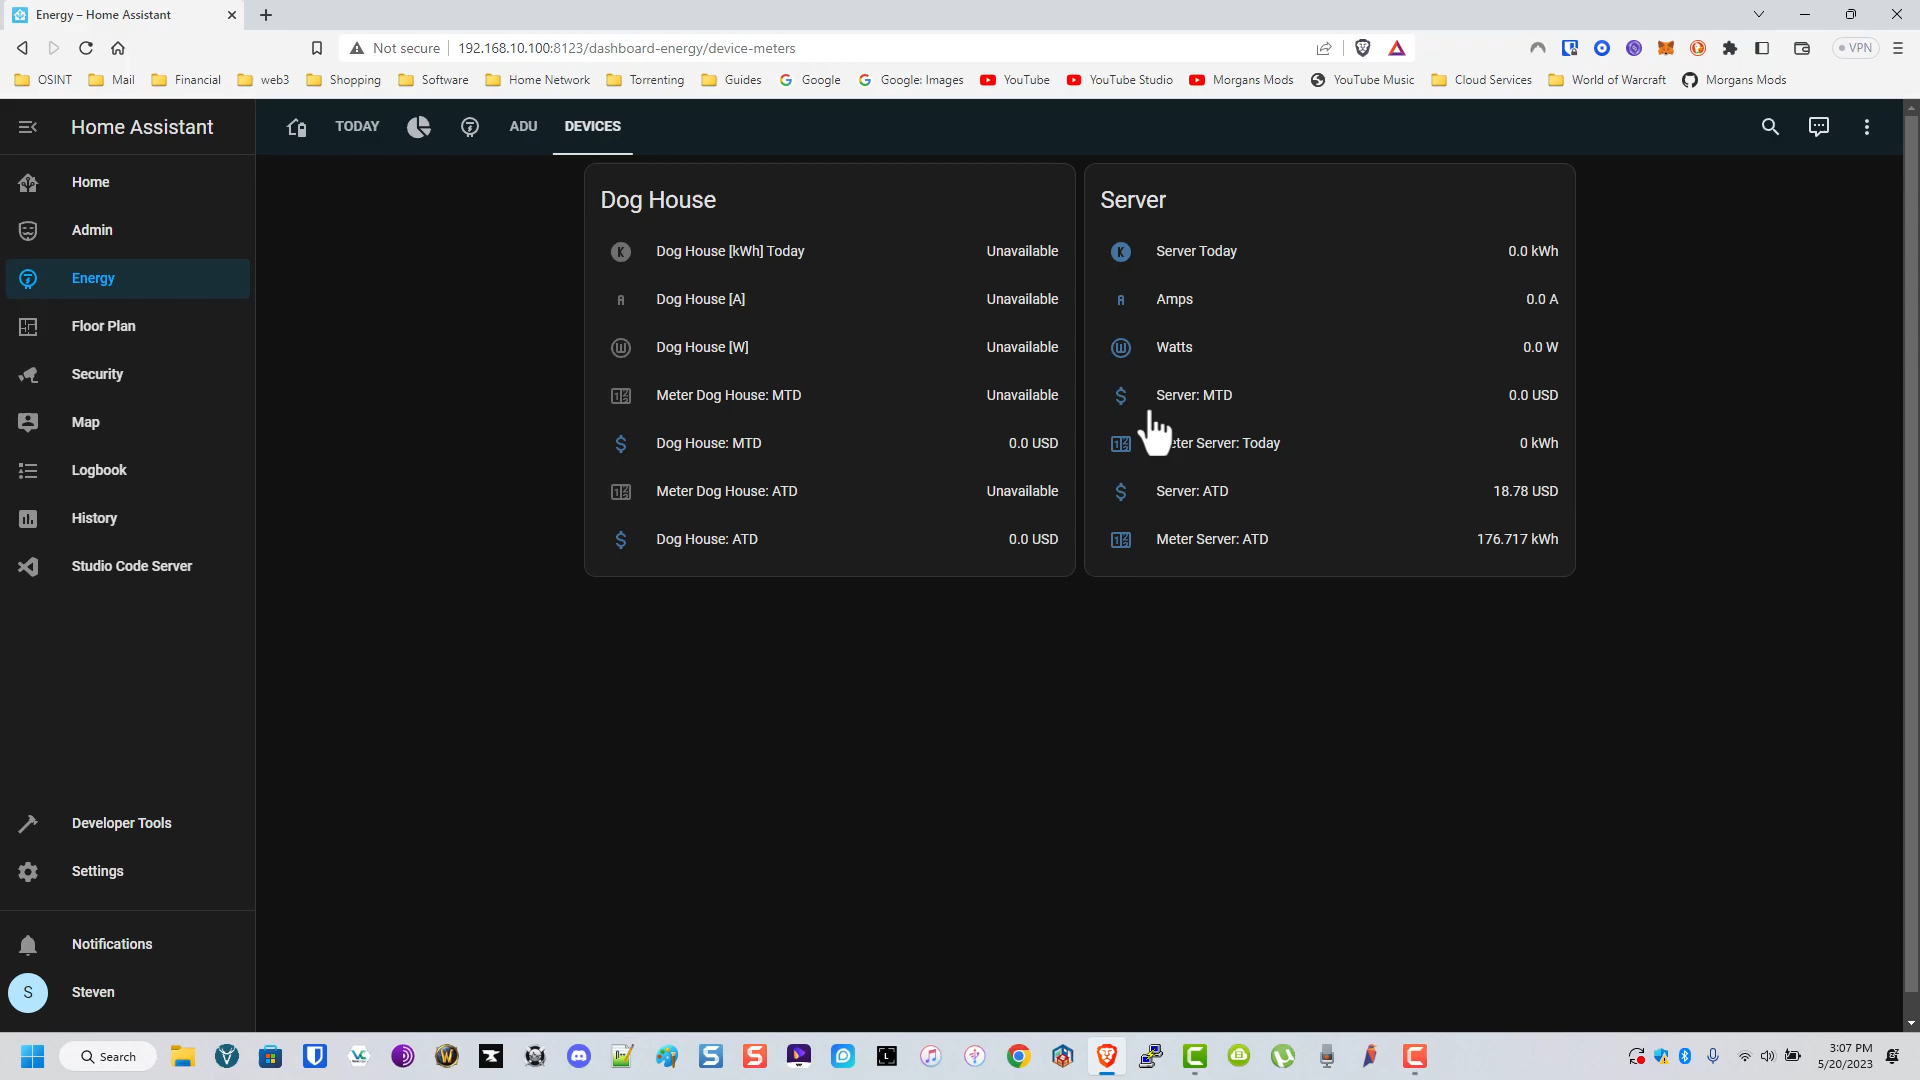 Energy – Home Assistant
Not secure
192.168.10.100:8123/dashboard-energy/device-meters
VPN
OSINT
Mail
Financial
web3
Shopping
Software
Home Network
Torrenting
Guides
Google
Google: Images
YouTube
YouTube Studio
Morgans Mods
YouTube Music
Cloud Services
World of Warcraft
Morgans Mods
Home Assistant
TODAY
ADU
DEVICES
Home
Admin
Energy
Floor Plan
Security
Map
Logbook
History
Studio Code Server
Developer Tools
Settings
Notifications
S
Steven
Dog House
Dog House [kWh] Today Unavailable
Dog House [A] Unavailable
Dog House [W] Unavailable
Meter Dog House: MTD Unavailable
Dog House: MTD 0.0 USD
Meter Dog House: ATD Unavailable
Dog House: ATD 0.0 USD
Server
Server Today 0.0 kWh
Amps 0.0 A
Watts 0.0 W
Server: MTD 0.0 USD
Server: Today 0 kWh
Server: ATD 18.78 USD
Meter Server: ATD 176.717 kWh
Search
3:07 PM
5/20/2023